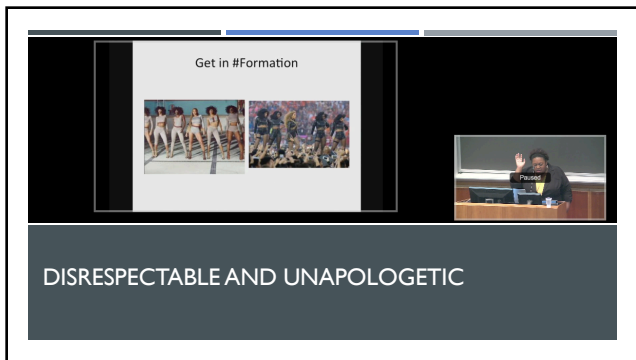 Get in #Formation
Paused
DISRESPECTABLE AND UNAPOLOGETIC